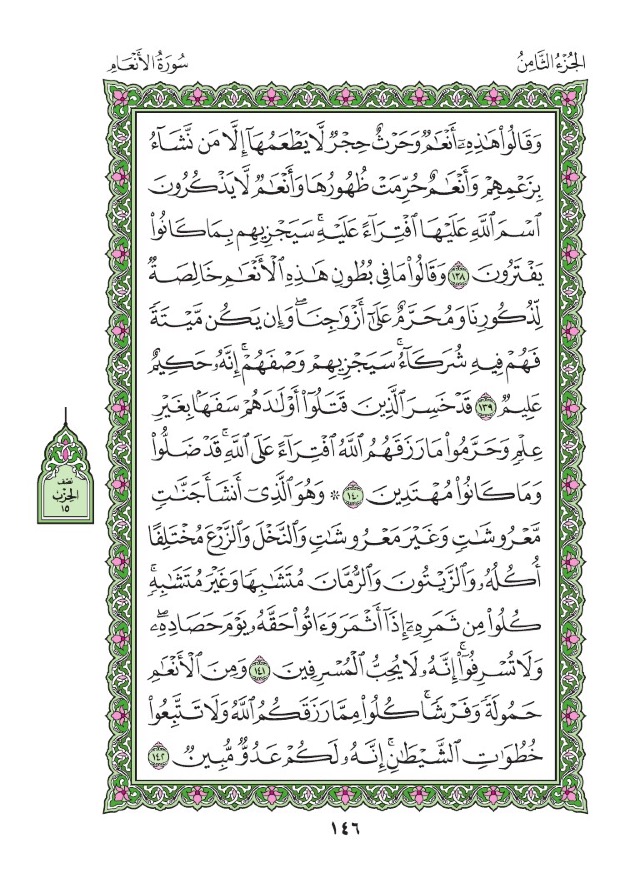 الجُزْءُ الثَّامِنُ
سُورَةُ الأَنْعَامِ
وَقَالُواْ هَٰذِهِۦٓ أَنْعَٰمٌ وَحَرْثٌ حِجْرٌ لَّا يَطْعَمُهَآ إِلَّا مَن نَّشَآءُ
بِزَعْمِهِمْ وَأَنْعَٰمٌ حُرِّمَتْ ظُهُورُهَا وَأَنْعَٰمٌ لَّا يَذْكُرُونَ
ٱسْمَ ٱللَّهِ عَلَيْهَا ٱفْتِرَآءً عَلَيْهِۚ سَيَجْزِيهِم بِمَا كَانُواْ
يَفْتَرُونَ ١٣٨ وَقَالُواْ مَا فِى بُطُونِ هَٰذِهِ ٱلْأَنْعَٰمِ خَالِصَةٌ
لِّذُكُورِنَا وَمُحَرَّمٌ عَلَىٰٓ أَزْوَٰجِنَاۖ وَإِن يَكُن مَّيْتَةً
فَهُمْ فِيهِ شُرَكَآءُۚ سَيَجْزِيهِمْ وَصْفَهُمْۚ إِنَّهُۥ حَكِيمٌ
عَلِيمٌ ١٣٩ قَدْ خَسِرَ ٱلَّذِينَ قَتَلُوٓاْ أَوْلَٰدَهُمْ سَفَهًۢا بِغَيْرِ
عِلْمٍ وَحَرَّمُواْ مَا رَزَقَهُمُ ٱللَّهُ ٱفْتِرَآءً عَلَى ٱللَّهِۚ قَدْ ضَلُّواْ
وَمَا كَانُواْ مُهْتَدِينَ ١٤٠ ۞ وَهُوَ ٱلَّذِىٓ أَنشَأَ جَنَّٰتٍ
مَّعْرُوشَٰتٍ وَغَيْرَ مَعْرُوشَٰتٍ وَٱلنَّخْلَ وَٱلزَّرْعَ مُخْتَلِفًا
أُكُلُهُۥ وَٱلزَّيْتُونَ وَٱلرُّمَّانَ مُتَشَٰبِهًا وَغَيْرَ مُتَشَٰبِهٍۚ
كُلُواْ مِن ثَمَرِهِۦٓ إِذَآ أَثْمَرَ وَءَاتُواْ حَقَّهُۥ يَوْمَ حَصَادِهِۦۖ
وَلَا تُسْرِفُوٓاْۚ إِنَّهُۥ لَا يُحِبُّ ٱلْمُسْرِفِينَ ١٤١ وَمِنَ ٱلْأَنْعَٰمِ
حَمُولَةً وَفَرْشًاۚ كُلُواْ مِمَّا رَزَقَكُمُ ٱللَّهُ وَلَا تَتَّبِعُواْ
خُطُوَٰتِ ٱلشَّيْطَٰنِۚ إِنَّهُۥ لَكُمْ عَدُوٌّ مُّبِينٌ ١٤٢
نصف
الحِزْبِ
١٥
١٤٦